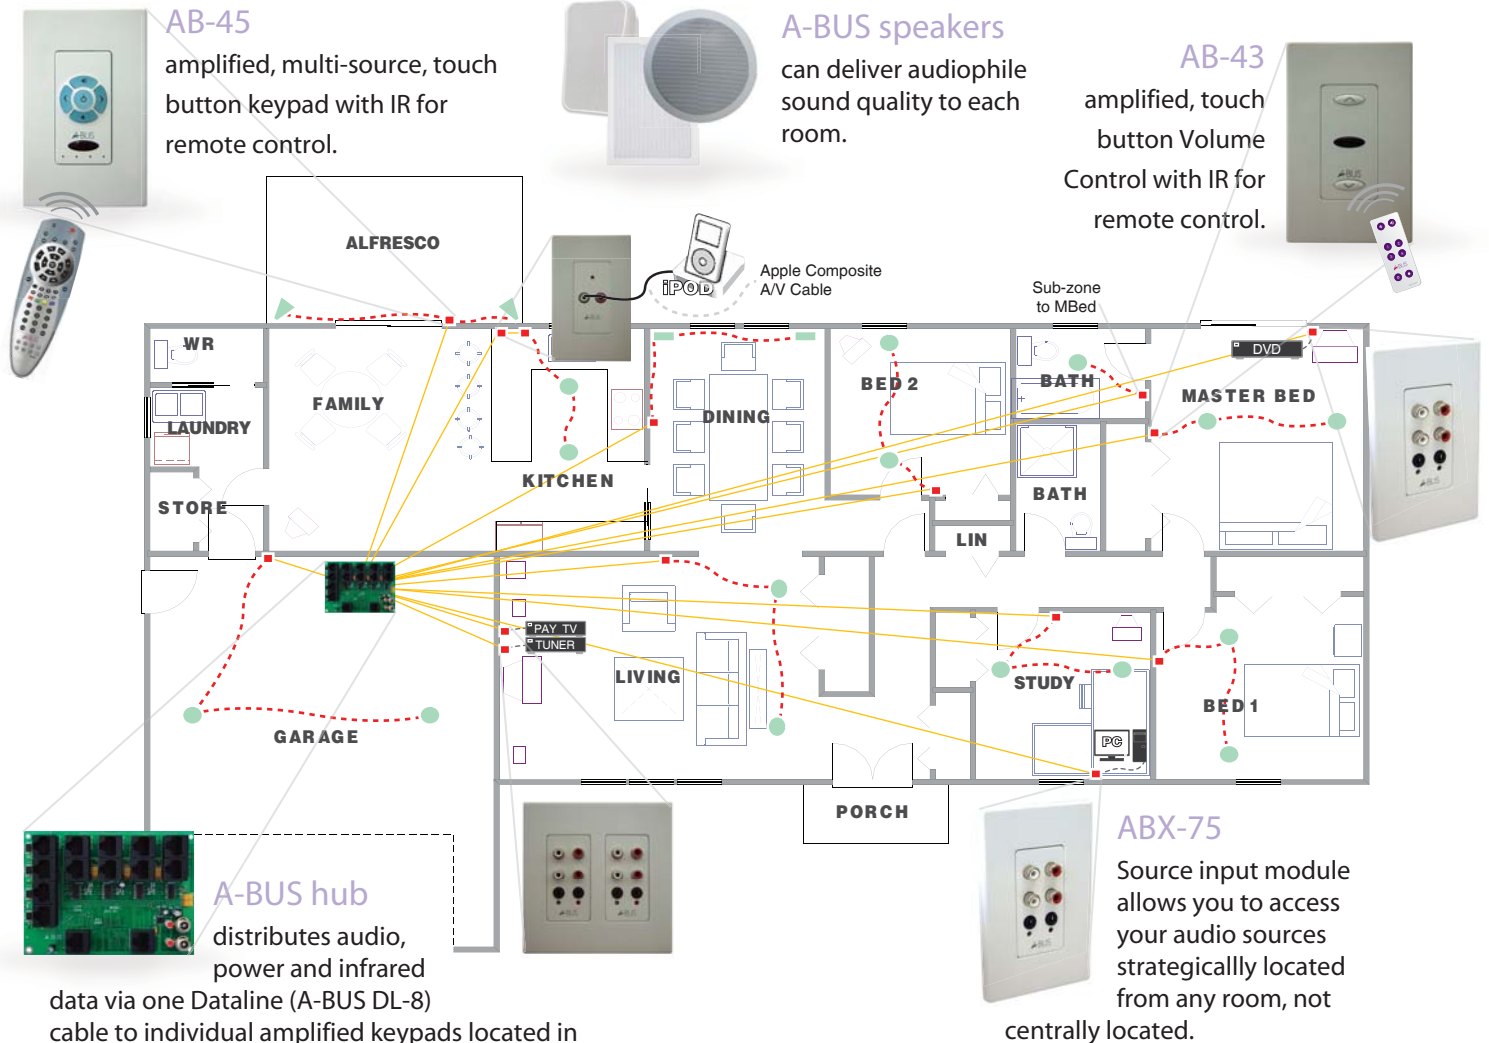 AB-45
amplified, multi-source, touch
button keypad with IR for
remote control.
A-BUS speakers
can deliver audiophile
sound quality to each
room.
AB-43
amplified, touch
button Volume
Control with IR for
remote control.
ALFRESCO
iPOD
Apple Composite
A/V Cable
Sub-zone
to MBed
WR
FAMILY
LAUNDRY
STORE
KITCHEN
DINING
BED 2
BATH
DVD
MASTER BED
BATH
LIN
PAY TV
TUNER
LIVING
STUDY
BED 1
PC
GARAGE
PORCH
A-BUS hub
distributes audio,
power and infrared
data via one Dataline (A-BUS DL-8)
cable to individual amplified keypads located in
ABX-75
Source input module
allows you to access
your audio sources
strategicallly located
from any room, not
centrally located.